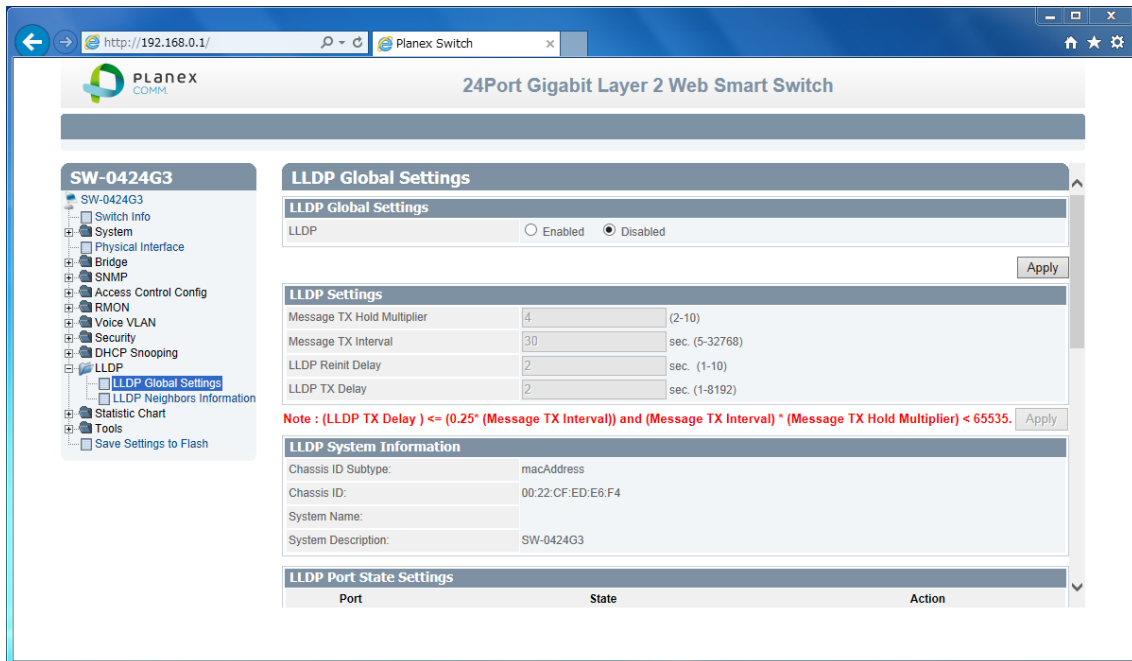 http://192.168.0.1/
Planex Switch
PLANEX
COMM.
24Port Gigabit Layer 2 Web Smart Switch
SW-0424G3
SW-0424G3
Switch Info
System
Physical Interface
Bridge
SNMP
Access Control Config
RMON
Voice VLAN
Security
DHCP Snooping
LLDP
LLDP Global Settings
LLDP Neighbors Information
Statistic Chart
Tools
Save Settings to Flash
LLDP Global Settings
LLDP Global Settings
LLDP Enabled Disabled
Apply
LLDP Settings
Message TX Hold Multiplier 4 (2-10)
Message TX Interval 30 sec. (5-32768)
LLDP Reinit Delay 2 sec. (1-10)
LLDP TX Delay 2 sec. (1-8192)
Note : (LLDP TX Delay ) <= (0.25* (Message TX Interval)) and (Message TX Interval) * (Message TX Hold Multiplier) < 65535. Apply
LLDP System Information
Chassis ID Subtype: macAddress
Chassis ID: 00:22:CF:ED:E6:F4
System Name:
System Description: SW-0424G3
LLDP Port State Settings
Port State Action